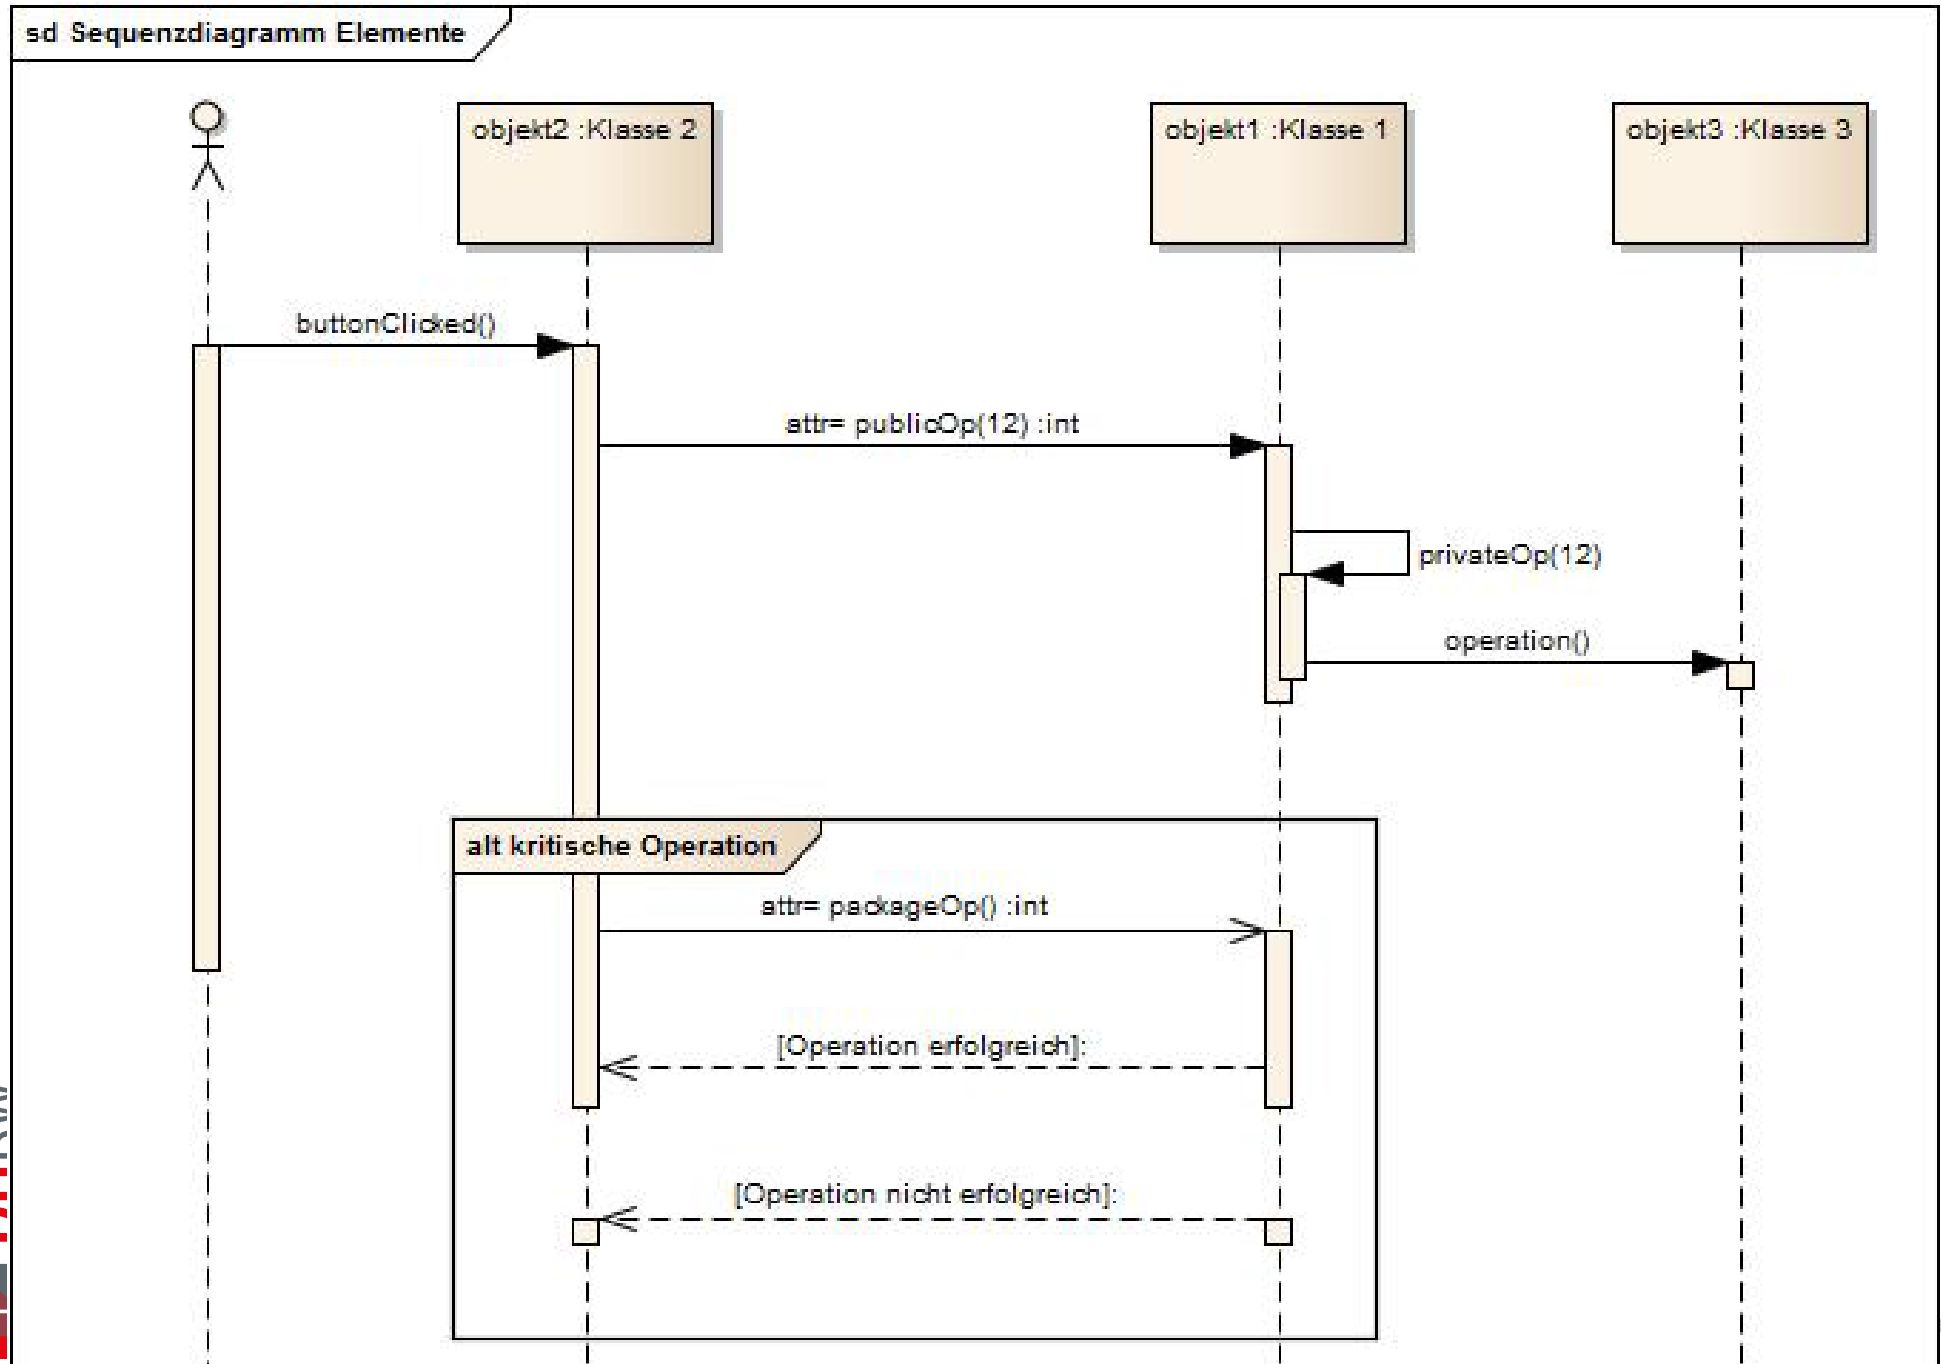 sd Sequenzdiagramm Elemente
objekt2 :Klasse 2
objekt1 :Klasse 1
objekt3 :Klasse 3
buttonClicked()
attr= publicOp(12) :int
privateOp(12)
operation()
alt kritische Operation
attr= packageOp() :int
[Operation erfolgreich]:
[Operation nicht erfolgreich]: